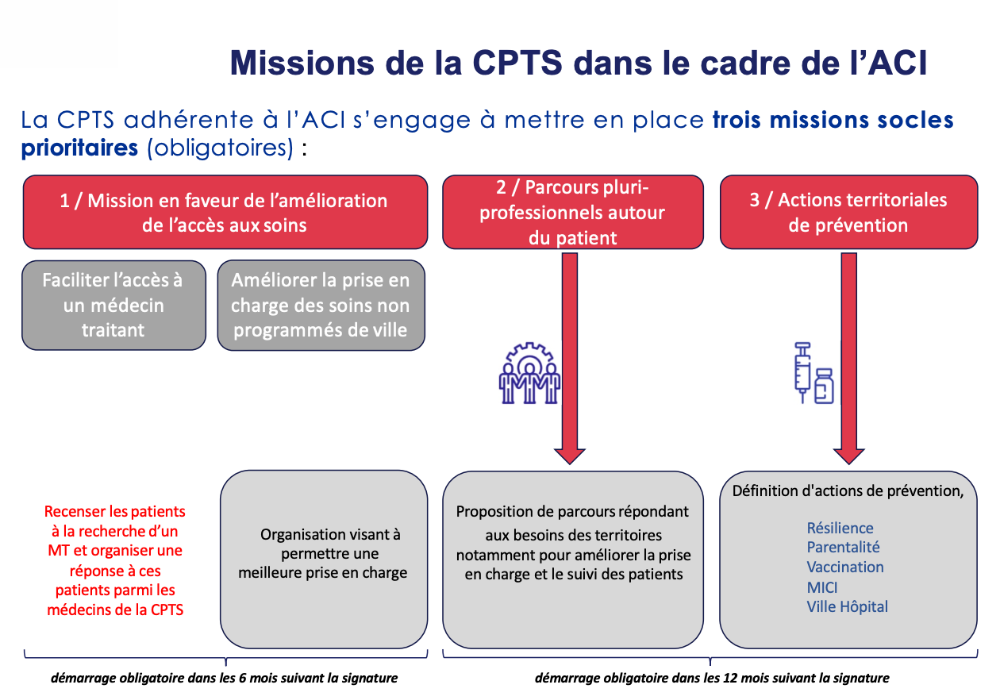 Missions de la CPTS dans le cadre de l’ACI
La CPTS adhérente à l’ACI s’engage à mettre en place trois missions socles
prioritaires (obligatoires) :
1 / Mission en faveur de l’amélioration
de l’accès aux soins
2 / Parcours pluri-
professionnels autour
du patient
3 / Actions territoriales
de prévention
Faciliter l’accès à
un médecin
traitant
Améliorer la prise en
charge des soins non
programmés de ville
Recenser les patients
à la recherche d’un
MT et organiser une
réponse à ces
patients parmi les
médecins de la CPTS
Organisation visant à
permettre une
meilleure prise en charge
Proposition de parcours répondant
aux besoins des territoires
notamment pour améliorer la prise
en charge et le suivi des patients
Définition d'actions de prévention,
Résilience
Parentalité
Vaccination
MICI
Ville Hôpital
démarrage obligatoire dans les 6 mois suivant la signature
démarrage obligatoire dans les 12 mois suivant la signature